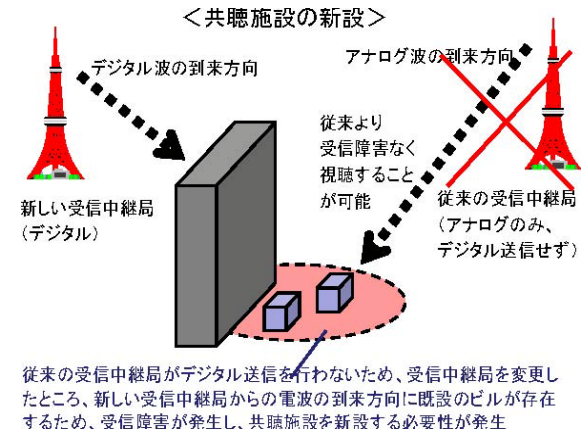 ＜共聴施設の新設＞
デジタル波の到来方向
アナログ波の到来方向
従来より
受信障害なく
視聴すること
が可能
新しい受信中継局
（デジタル）
従来の受信中継局
（アナログのみ、
デジタル送信せず）
従来の受信中継局がデジタル送信を行わないため、受信中継局を変更し
たところ、新しい受信中継局からの電波の到来方向に既設のビルが存在
するため、受信障害が発生し、共聴施設を新設する必要性が発生